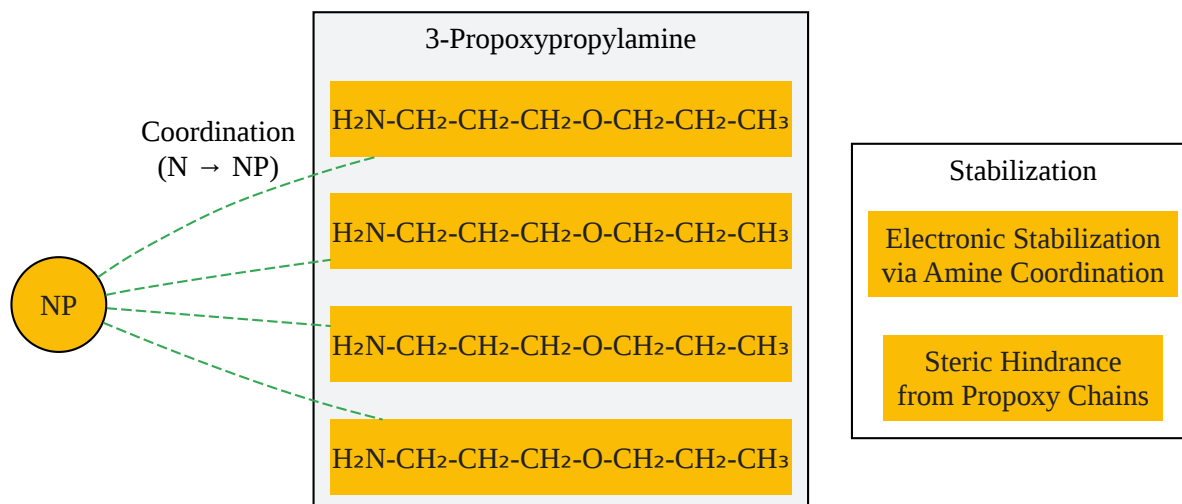 3-Propoxypropylamine
H₂N-CH₂-CH₂-CH₂-O-CH₂-CH₂-CH₃
Coordination
(N → NP)
H₂N-CH₂-CH₂-CH₂-O-CH₂-CH₂-CH₃
NP
H₂N-CH₂-CH₂-CH₂-O-CH₂-CH₂-CH₃
H₂N-CH₂-CH₂-CH₂-O-CH₂-CH₂-CH₃
Stabilization
Electronic Stabilization
via Amine Coordination
Steric Hindrance
from Propoxy Chains